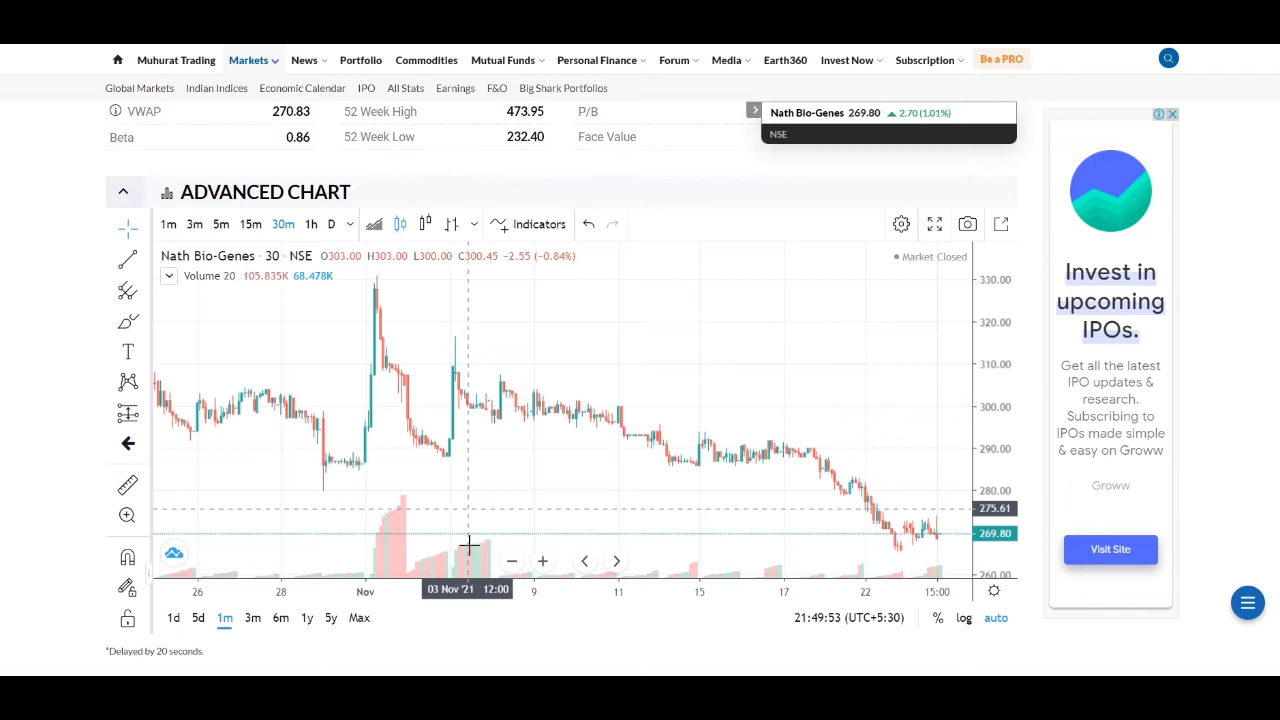 Muhurat Trading Markets News Portfolio Commodities Mutual Funds Personal Finance Forum Media Earth360 Invest Now Subscription Be a PRO
Global Markets Indian Indices Economic Calendar IPO All Stats Earnings F&O Big Shark Portfolios
VWAP 270.83 52 Week High 473.95 P/B
Nath Bio-Genes 269.80 2.70 (1.01%)
NSE
Beta 0.86 52 Week Low 232.40 Face Value
ADVANCED CHART
1m 3m 5m 15m 30m 1h D Indicators
Nath Bio-Genes · 30 · NSE O303.00 H303.00 L300.00 C300.45 −2.55 (−0.84%)
Market Closed
Volume 20 105.835K 68.478K
330.00
320.00
310.00
300.00
290.00
280.00
275.61
269.80
260.00
26 28 Nov 03 Nov '21 12:00 9 11 15 17 22 15:00
1d 5d 1m 3m 6m 1y 5y Max 21:49:53 (UTC+5:30) % log auto
*Delayed by 20 seconds.
Invest in
upcoming
IPOs.
Get all the latest
IPO updates &
research.
Subscribing to
IPOs made simple
& easy on Groww
Groww
Visit Site